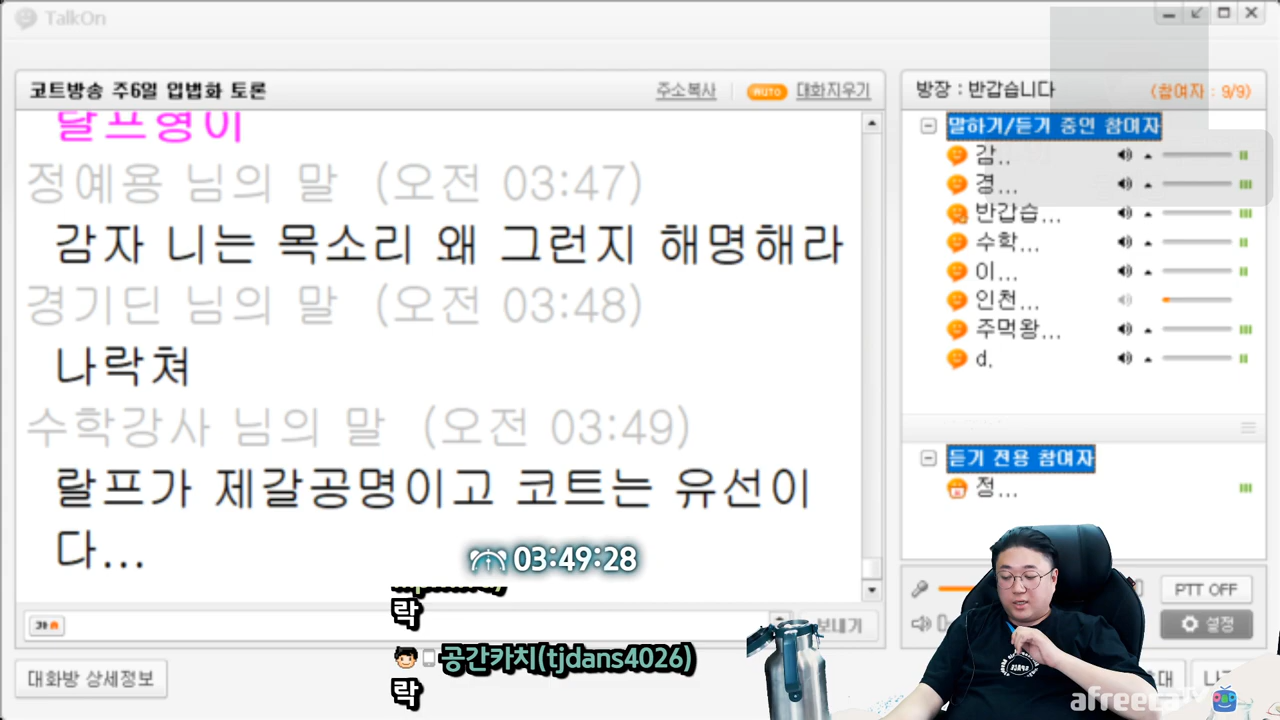 TalkOn
코트방송 주6일 입법화 토론
주소복사
AUTO
대화지우기
랄프형이
정예용 님의 말 (오전 03:47)
감자 니는 목소리 왜 그런지 해명해라
경기딘 님의 말 (오전 03:48)
나락쳐
수학강사 님의 말 (오전 03:49)
랄프가 제갈공명이고 코트는 유선이
다...
03:49:28
락
공간카치(tjdans4026)
락
가
보내기
대화방 상세정보
방장 : 반갑습니다
(참여자 : 9/9)
말하기/듣기 중인 참여자
감..
경...
반갑습...
수학...
이...
인천...
주먹왕...
d.
듣기 전용 참여자
정...
PTT OFF
설정
afreecaTV